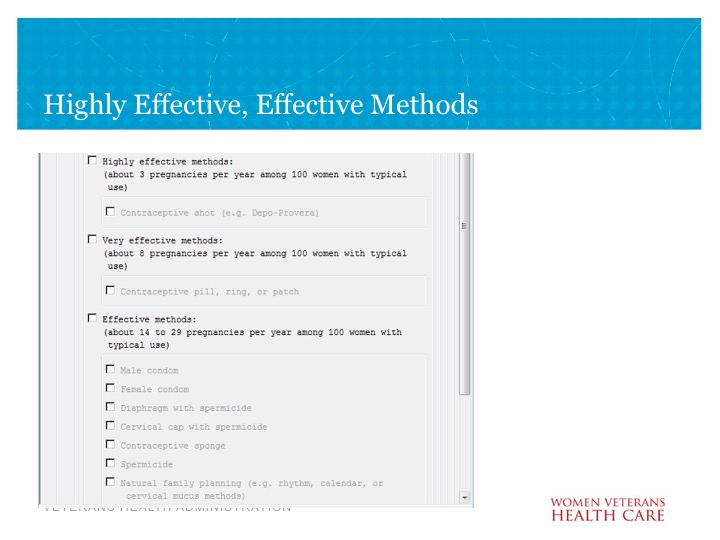 Highly Effective, Effective Methods
Highly effective methods:
(about 3 pregnancies per year among 100 women with typical
use)
Contraceptive shot (e.g. Depo-Provera)
Very effective methods:
(about 8 pregnancies per year among 100 women with typical
use)
Contraceptive pill, ring, or patch
Effective methods:
(about 14 to 29 pregnancies per year among 100 women with
typical use)
Male condom
Female condom
Diaphragm with spermicide
Cervical cap with spermicide
Contraceptive sponge
Spermicide
Natural family planning (e.g. rhythm, calendar, or
cervical mucus methods)
VETERANS HEALTH ADMINISTRATION
WOMEN VETERANS
HEALTH CARE